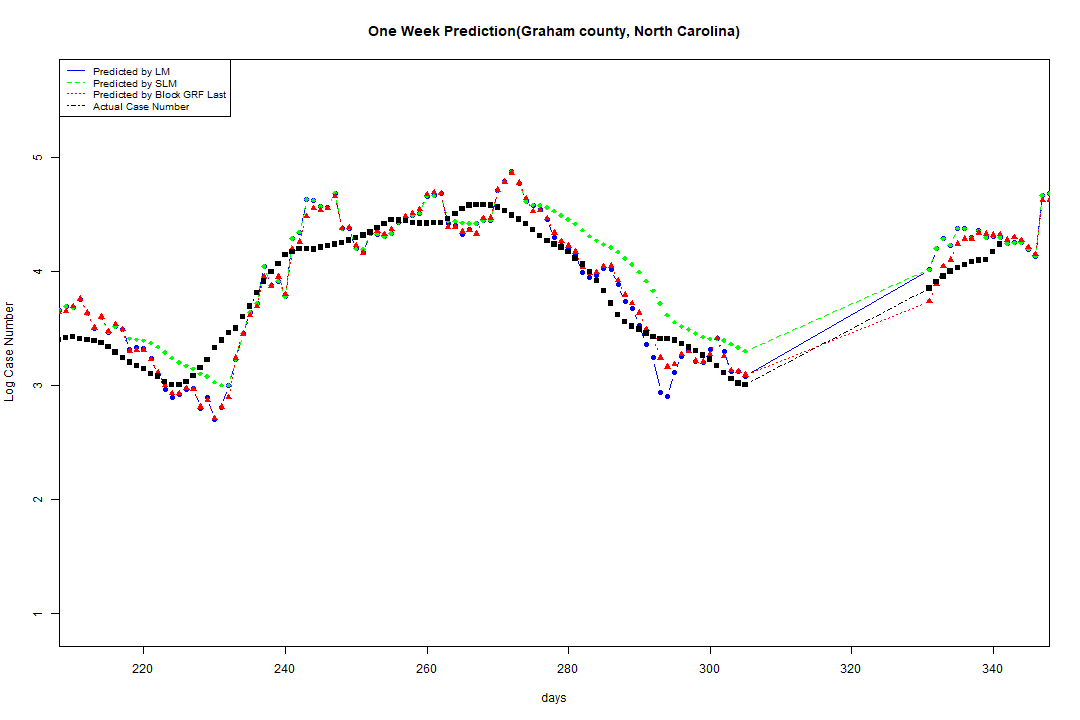 One Week Prediction(Graham county, North Carolina)
Predicted by LM
Predicted by SLM
Predicted by Block GRF Last
Actual Case Number
5
4
3
2
1
Log Case Number
220 240 260 280 300 320 340
days